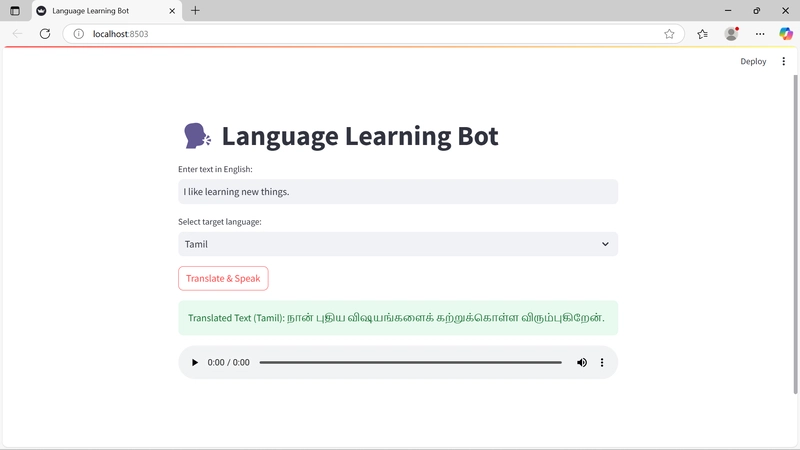 Language Learning Bot
localhost:8503
Deploy
Language Learning Bot
Enter text in English:
I like learning new things.
Select target language:
Tamil
Translate & Speak
Translated Text (Tamil): நான் புதிய விஷயங்களைக் கற்றுக்கொள்ள விரும்புகிறேன்.
0:00 / 0:00